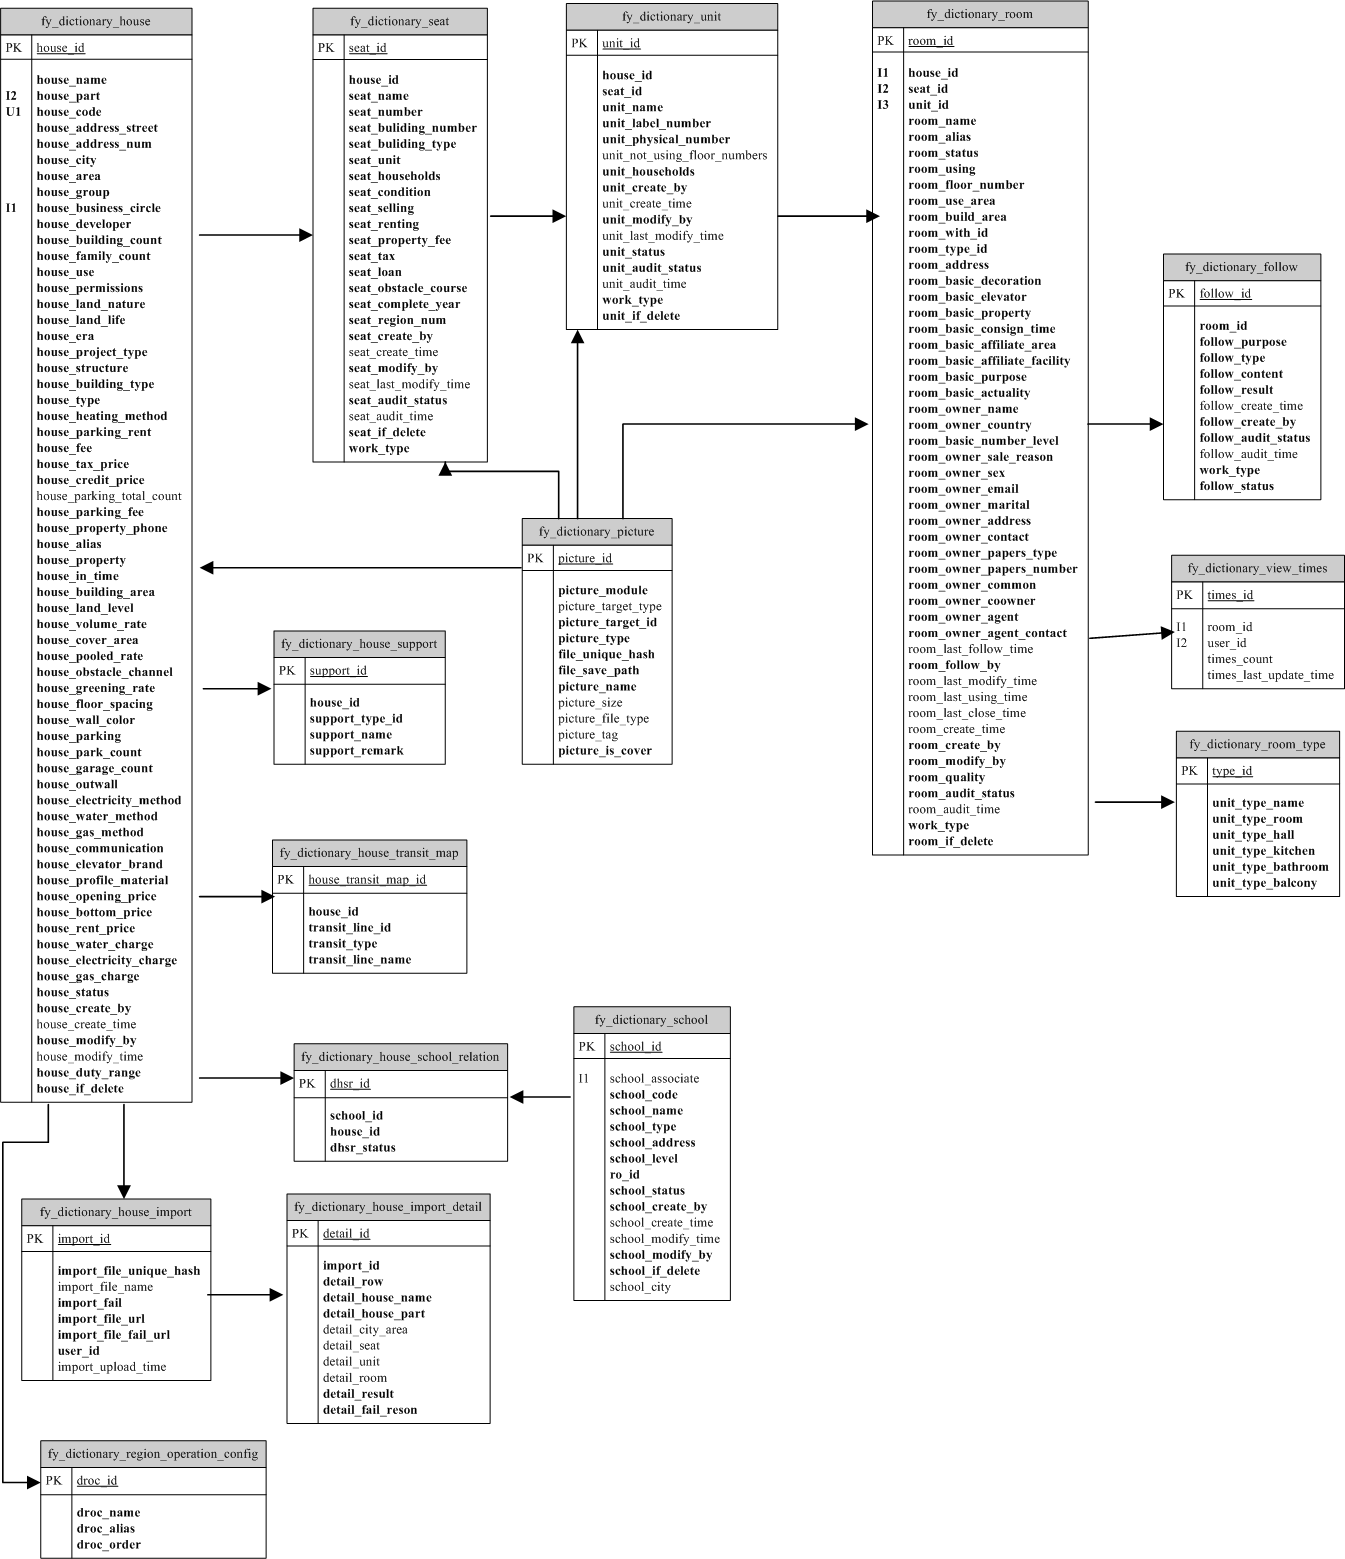 fy_dictionary_house
PK house_id
house_name
I2 house_part
U1 house_code
house_address_street
house_address_num
house_city
house_area
house_group
I1 house_business_circle
house_developer
house_building_count
house_family_count
house_use
house_permissions
house_land_nature
house_land_life
house_era
house_project_type
house_structure
house_building_type
house_type
house_heating_method
house_parking_rent
house_fee
house_tax_price
house_credit_price
house_parking_total_count
house_parking_fee
house_property_phone
house_alias
house_property
house_in_time
house_building_area
house_land_level
house_volume_rate
house_cover_area
house_pooled_rate
house_obstacle_channel
house_greening_rate
house_floor_spacing
house_wall_color
house_parking
house_park_count
house_garage_count
house_outwall
house_electricity_method
house_water_method
house_gas_method
house_communication
house_elevator_brand
house_profile_material
house_opening_price
house_bottom_price
house_rent_price
house_water_charge
house_electricity_charge
house_gas_charge
house_status
house_create_by
house_create_time
house_modify_by
house_modify_time
house_duty_range
house_if_delete
fy_dictionary_seat
PK seat_id
house_id
seat_name
seat_number
seat_buliding_number
seat_buliding_type
seat_unit
seat_households
seat_condition
seat_selling
seat_renting
seat_property_fee
seat_tax
seat_loan
seat_obstacle_course
seat_complete_year
seat_region_num
seat_create_by
seat_create_time
seat_modify_by
seat_last_modify_time
seat_audit_status
seat_audit_time
seat_if_delete
work_type
fy_dictionary_unit
PK unit_id
house_id
seat_id
unit_name
unit_label_number
unit_physical_number
unit_not_using_floor_numbers
unit_households
unit_create_by
unit_create_time
unit_modify_by
unit_last_modify_time
unit_status
unit_audit_status
unit_audit_time
work_type
unit_if_delete
fy_dictionary_room
PK room_id
I1 house_id
I2 seat_id
I3 unit_id
room_name
room_alias
room_status
room_using
room_floor_number
room_use_area
room_build_area
room_with_id
room_type_id
room_address
room_basic_decoration
room_basic_elevator
room_basic_property
room_basic_consign_time
room_basic_affiliate_area
room_basic_affiliate_facility
room_basic_purpose
room_basic_actuality
room_owner_name
room_owner_country
room_basic_number_level
room_owner_sale_reason
room_owner_sex
room_owner_email
room_owner_marital
room_owner_address
room_owner_contact
room_owner_papers_type
room_owner_papers_number
room_owner_common
room_owner_coowner
room_owner_agent
room_owner_agent_contact
room_last_follow_time
room_follow_by
room_last_modify_time
room_last_using_time
room_last_close_time
room_create_time
room_create_by
room_modify_by
room_quality
room_audit_status
room_audit_time
work_type
room_if_delete
fy_dictionary_follow
PK follow_id
room_id
follow_purpose
follow_type
follow_content
follow_result
follow_create_time
follow_create_by
follow_audit_status
follow_audit_time
work_type
follow_status
fy_dictionary_picture
PK picture_id
picture_module
picture_target_type
picture_target_id
picture_type
file_unique_hash
file_save_path
picture_name
picture_size
picture_file_type
picture_tag
picture_is_cover
fy_dictionary_view_times
PK times_id
I1 room_id
I2 user_id
times_count
times_last_update_time
fy_dictionary_house_support
PK support_id
house_id
support_type_id
support_name
support_remark
fy_dictionary_room_type
PK type_id
unit_type_name
unit_type_room
unit_type_hall
unit_type_kitchen
unit_type_bathroom
unit_type_balcony
fy_dictionary_house_transit_map
PK house_transit_map_id
house_id
transit_line_id
transit_type
transit_line_name
fy_dictionary_school
PK school_id
I1 school_associate
school_code
school_name
school_type
school_address
school_level
ro_id
school_status
school_create_by
school_create_time
school_modify_time
school_modify_by
school_if_delete
school_city
fy_dictionary_house_school_relation
PK dhsr_id
school_id
house_id
dhsr_status
fy_dictionary_house_import
PK import_id
import_file_unique_hash
import_file_name
import_fail
import_file_url
import_file_fail_url
user_id
import_upload_time
fy_dictionary_house_import_detail
PK detail_id
import_id
detail_row
detail_house_name
detail_house_part
detail_city_area
detail_seat
detail_unit
detail_room
detail_result
detail_fail_reson
fy_dictionary_region_operation_config
PK droc_id
droc_name
droc_alias
droc_order